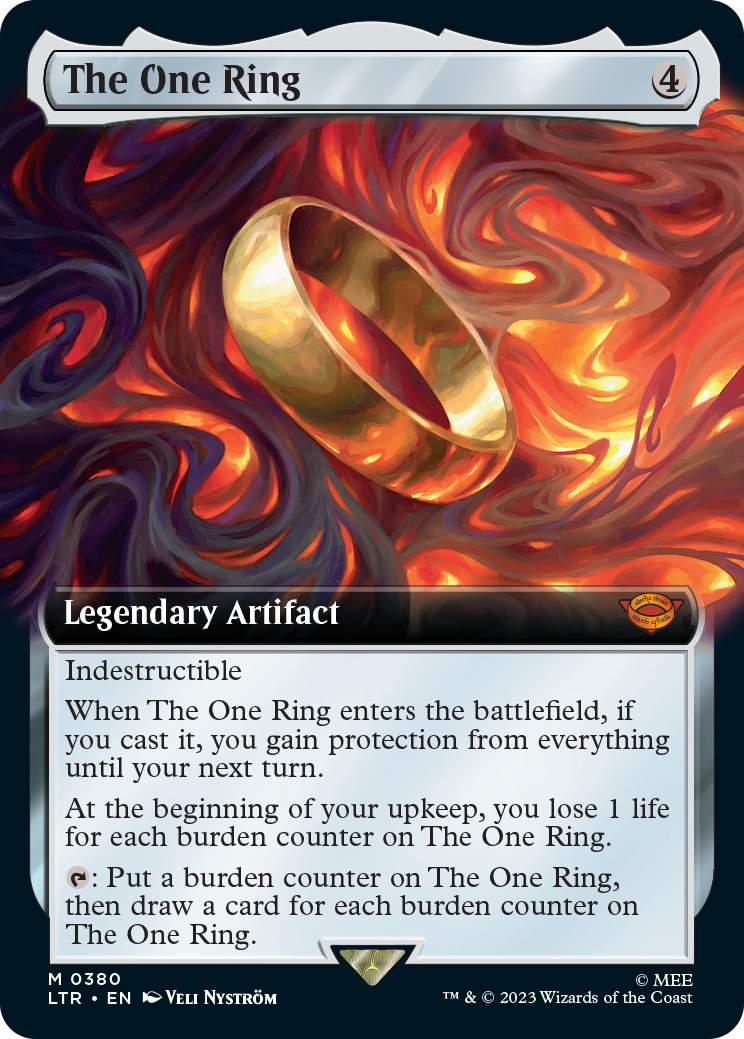 The One Ring 4
Legendary Artifact
Indestructible
When The One Ring enters the battlefield, if
you cast it, you gain protection from everything
until your next turn.
At the beginning of your upkeep, you lose 1 life
for each burden counter on The One Ring.
: Put a burden counter on The One Ring,
then draw a card for each burden counter on
The One Ring.
M 0380
LTR • EN Veli Nyström
© MEE
™ & © 2023 Wizards of the Coast